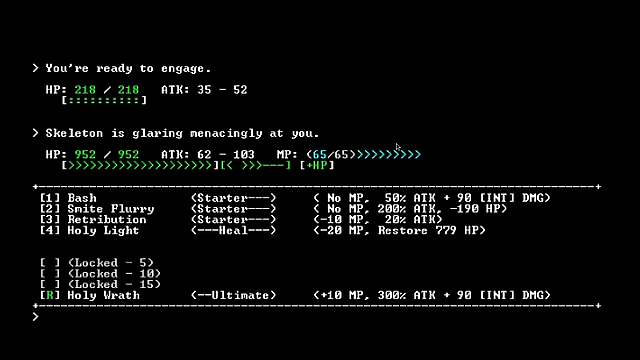 > You're ready to engage.
HP: 218 / 218 ATK: 35 - 52
[::::::::::]
> Skeleton is glaring menacingly at you.
HP: 952 / 952 ATK: 62 - 103 MP: (65/65)>>>>>>>>>>
[>>>>>>>>>>>>>>>>>>>>>>>>][< >>>---] [+HP]
[1] Bash <Starter---> ( No MP, 50% ATK + 90 [INT] DMG)
[2] Smite Flurry <Starter---> ( No MP, 200% ATK, -190 HP)
[3] Retribution <Starter---> (-10 MP, 20% ATK)
[4] Holy Light <---Heal---> (-20 MP, Restore 779 HP)
[ ] (Locked - 5)
[ ] (Locked - 10)
[ ] (Locked - 15)
[R] Holy Wrath <--Ultimate> (+10 MP, 300% ATK + 90 [INT] DMG)
>